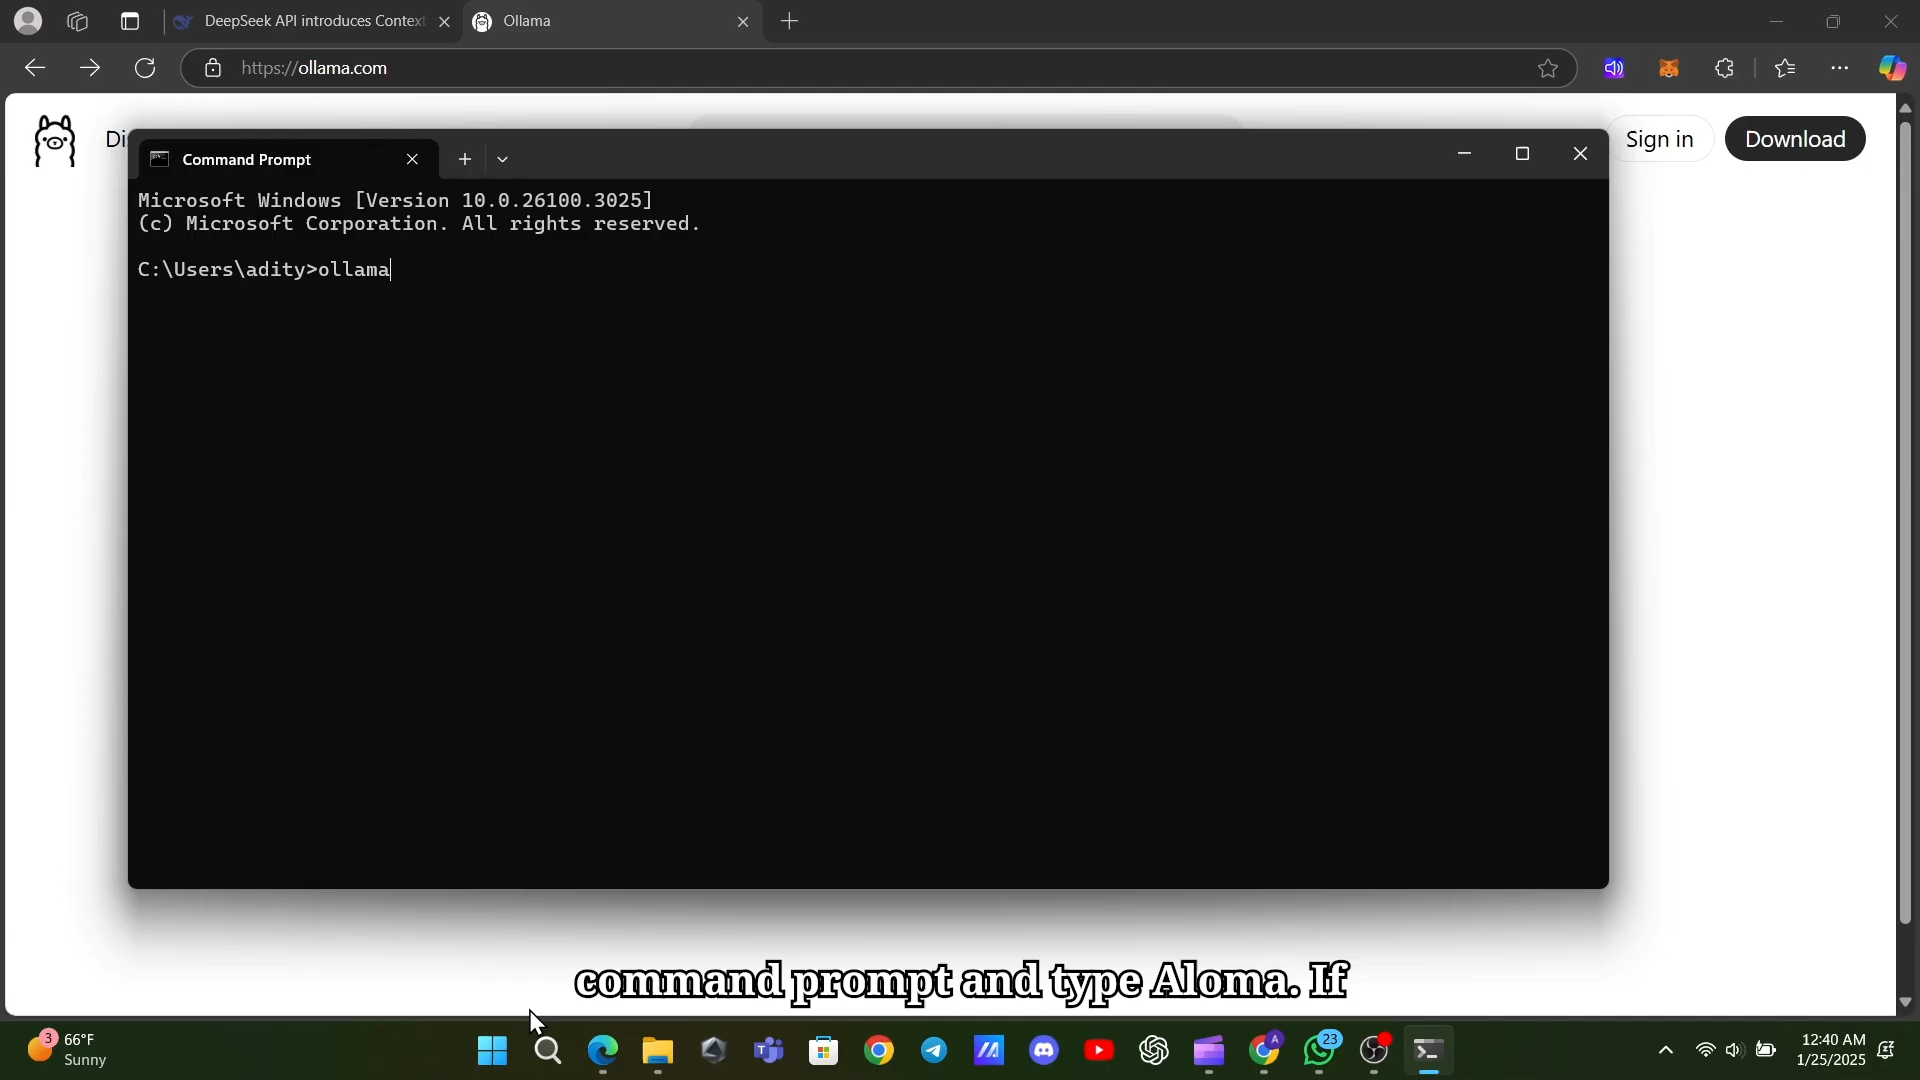 DeepSeek API introduces Contex
Ollama
https://ollama.com
Di
Sign in
Download
Command Prompt
Microsoft Windows [Version 10.0.26100.3025]
(c) Microsoft Corporation. All rights reserved.
C:\Users\adity>ollama
command prompt and type Aloma. If
3
66°F
Sunny
A
23
12:40 AM
1/25/2025